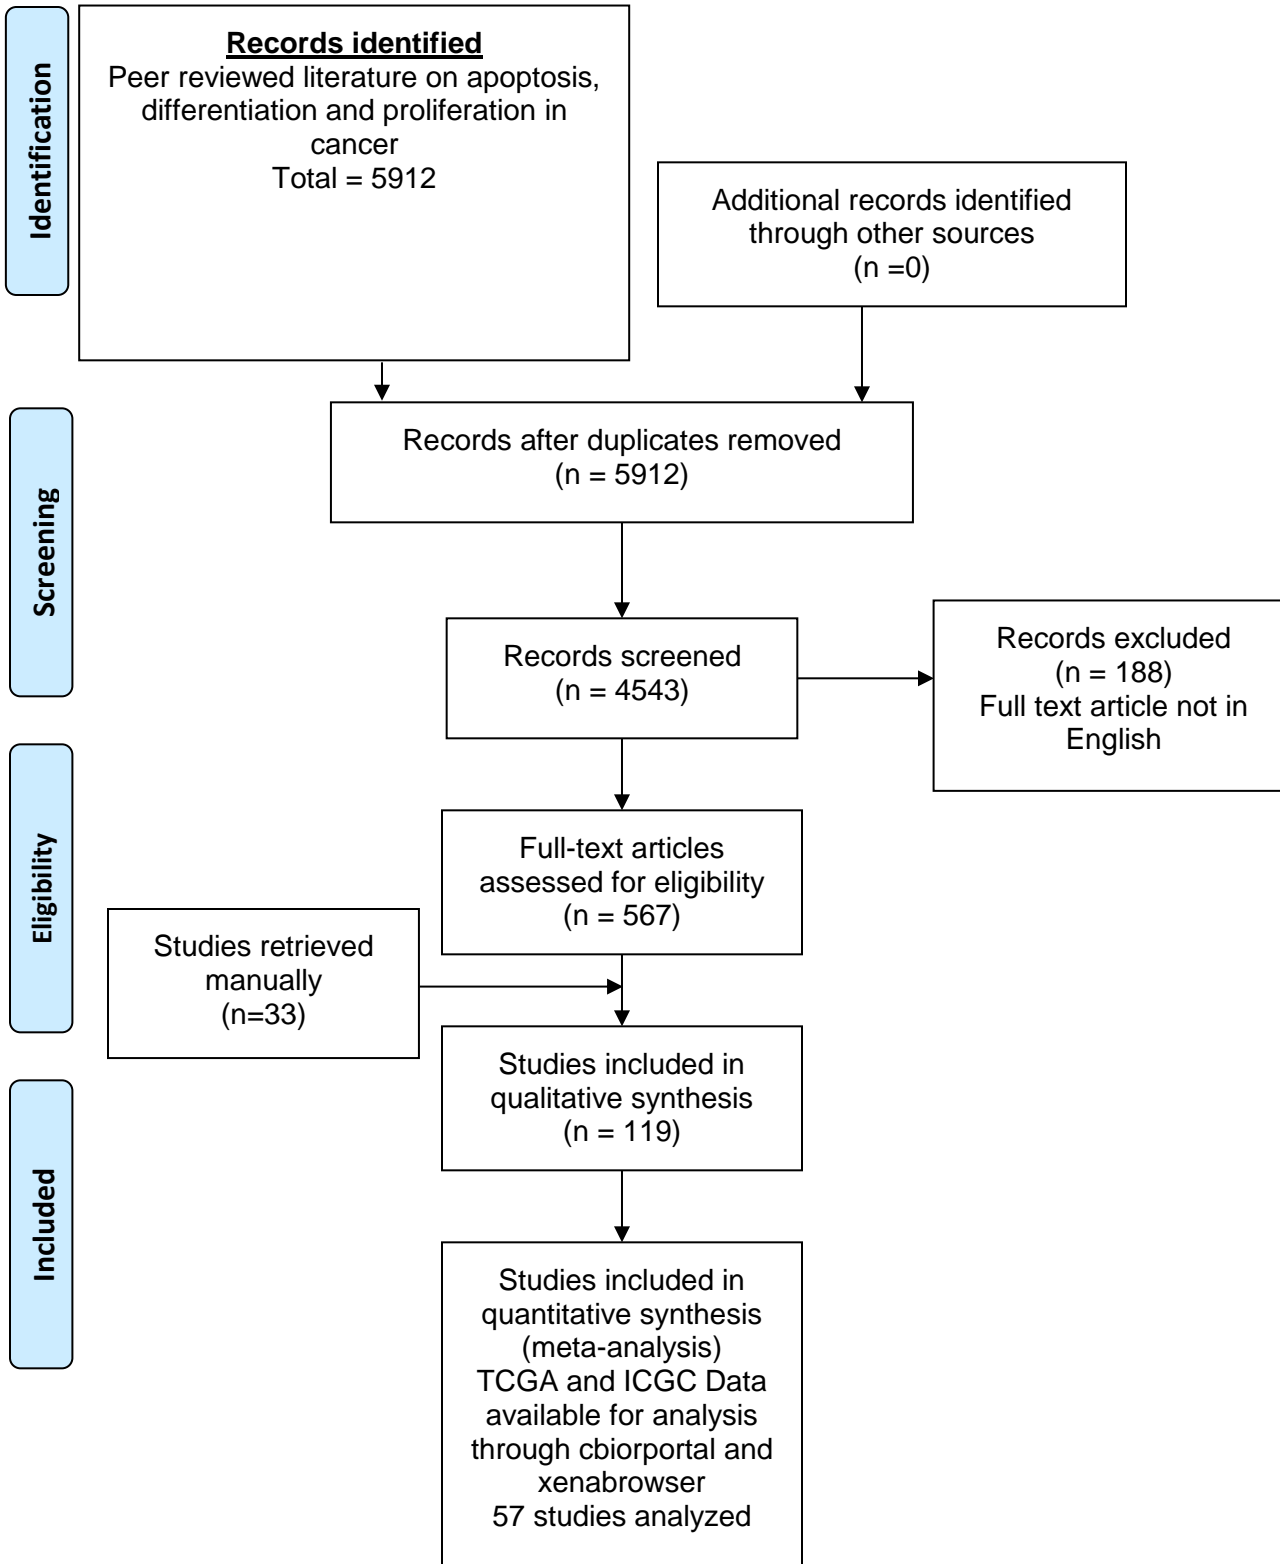 Identification
Records identified
Peer reviewed literature on apoptosis,
differentiation and proliferation in
cancer
Total = 5912
Additional records identified
through other sources
(n =0)
Screening
Records after duplicates removed
(n = 5912)
Records screened
(n = 4543)
Records excluded
(n = 188)
Full text article not in
English
Eligibility
Full-text articles
assessed for eligibility
(n = 567)
Studies retrieved
manually
(n=33)
Included
Studies included in
qualitative synthesis
(n = 119)
Studies included in
quantitative synthesis
(meta-analysis)
TCGA and ICGC Data
available for analysis
through cbiorportal and
xenabrowser
57 studies analyzed